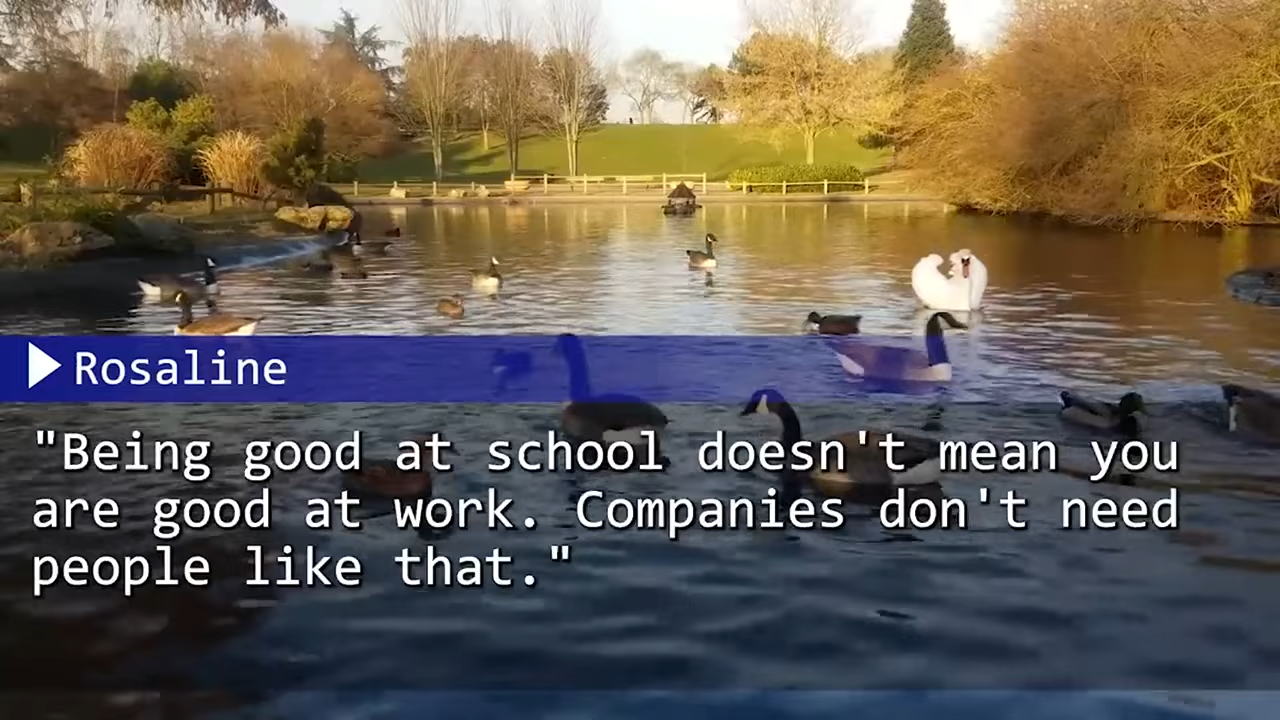 Rosaline
"Being good at school doesn't mean you
are good at work. Companies don't need
people like that."